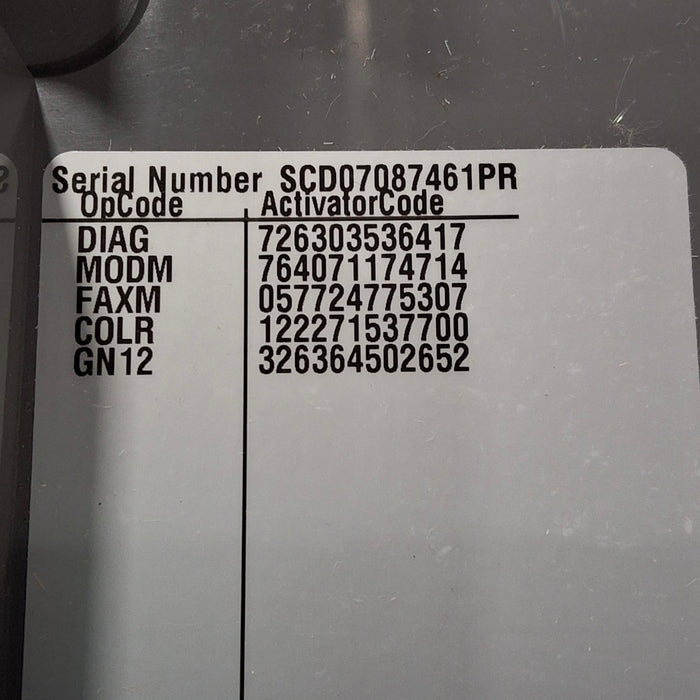 Serial Number SCD07087461PR
OpCode ActivatorCode
DIAG 726303536417
MODM 764071174714
FAXM 057724775307
COLR 122271537700
GN12 326364502652